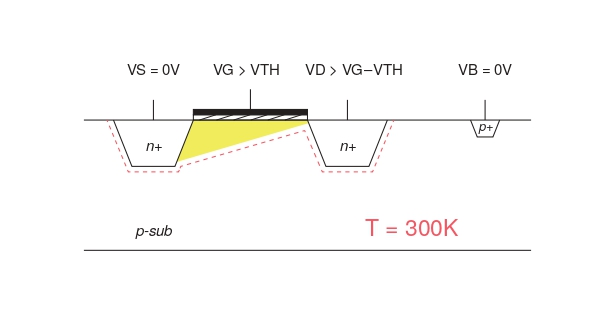 VS = 0V
VG > VTH
VD > VG–VTH
VB = 0V
n+
n+
p+
p-sub
T = 300K